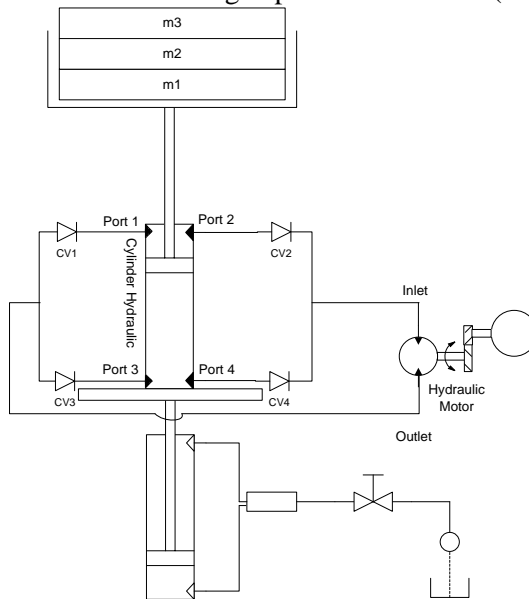 m3
m2
m1
Port 1
Port 2
CV1
CV2
Cylinder Hydraulic
Inlet
Port 3
Port 4
CV3
CV4
Hydraulic
Motor
Outlet